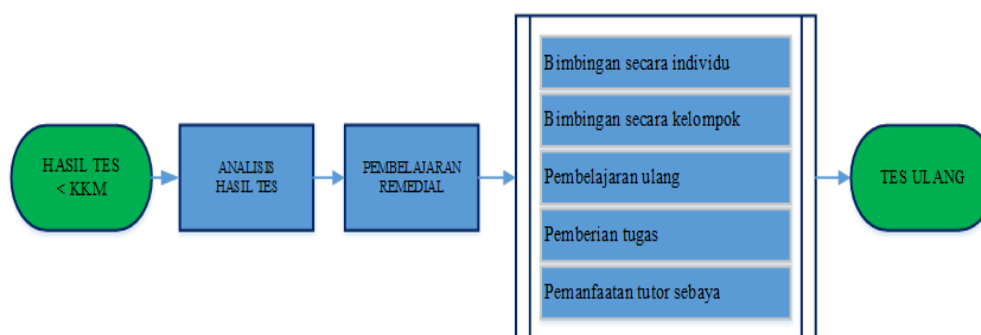 HASIL TES
< KKM
ANALISIS
HASIL TES
PEMBELAJARAN
REMEDIAL
Bimbingan secara individu
Bimbingan secara kelompok
Pembelajaran ulang
Pemberian tugas
Pemanfaatan tutor sebaya
TES ULANG